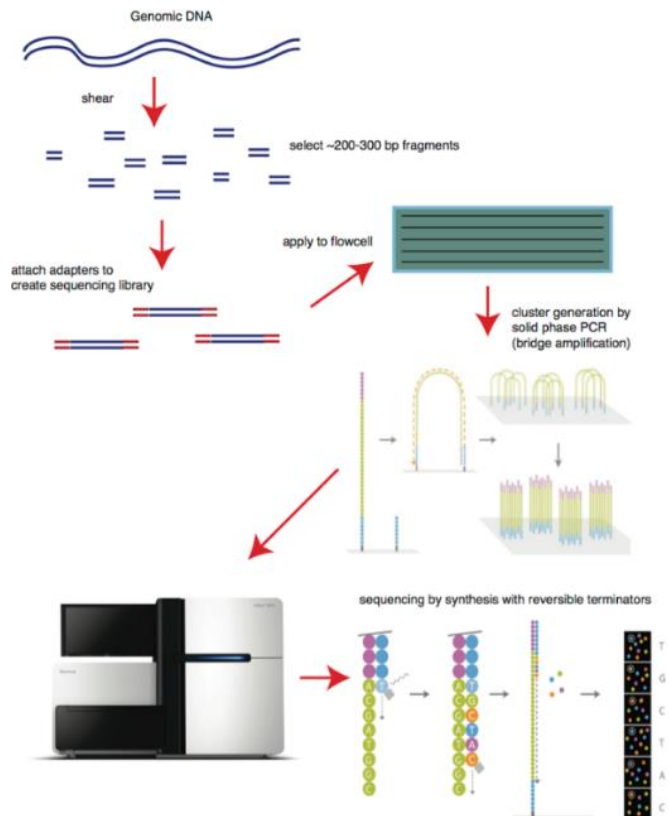 Genomic DNA
shear
select ~200-300 bp fragments
apply to flowcell
attach adapters to
create sequencing library
cluster generation by
solid phase PCR
(bridge amplification)
sequencing by synthesis with reversible terminators
A T
C
G
A
T
G
G
C
A T
C G
G C
A T
T A
G C
G
C
T
G
C
T
A
C